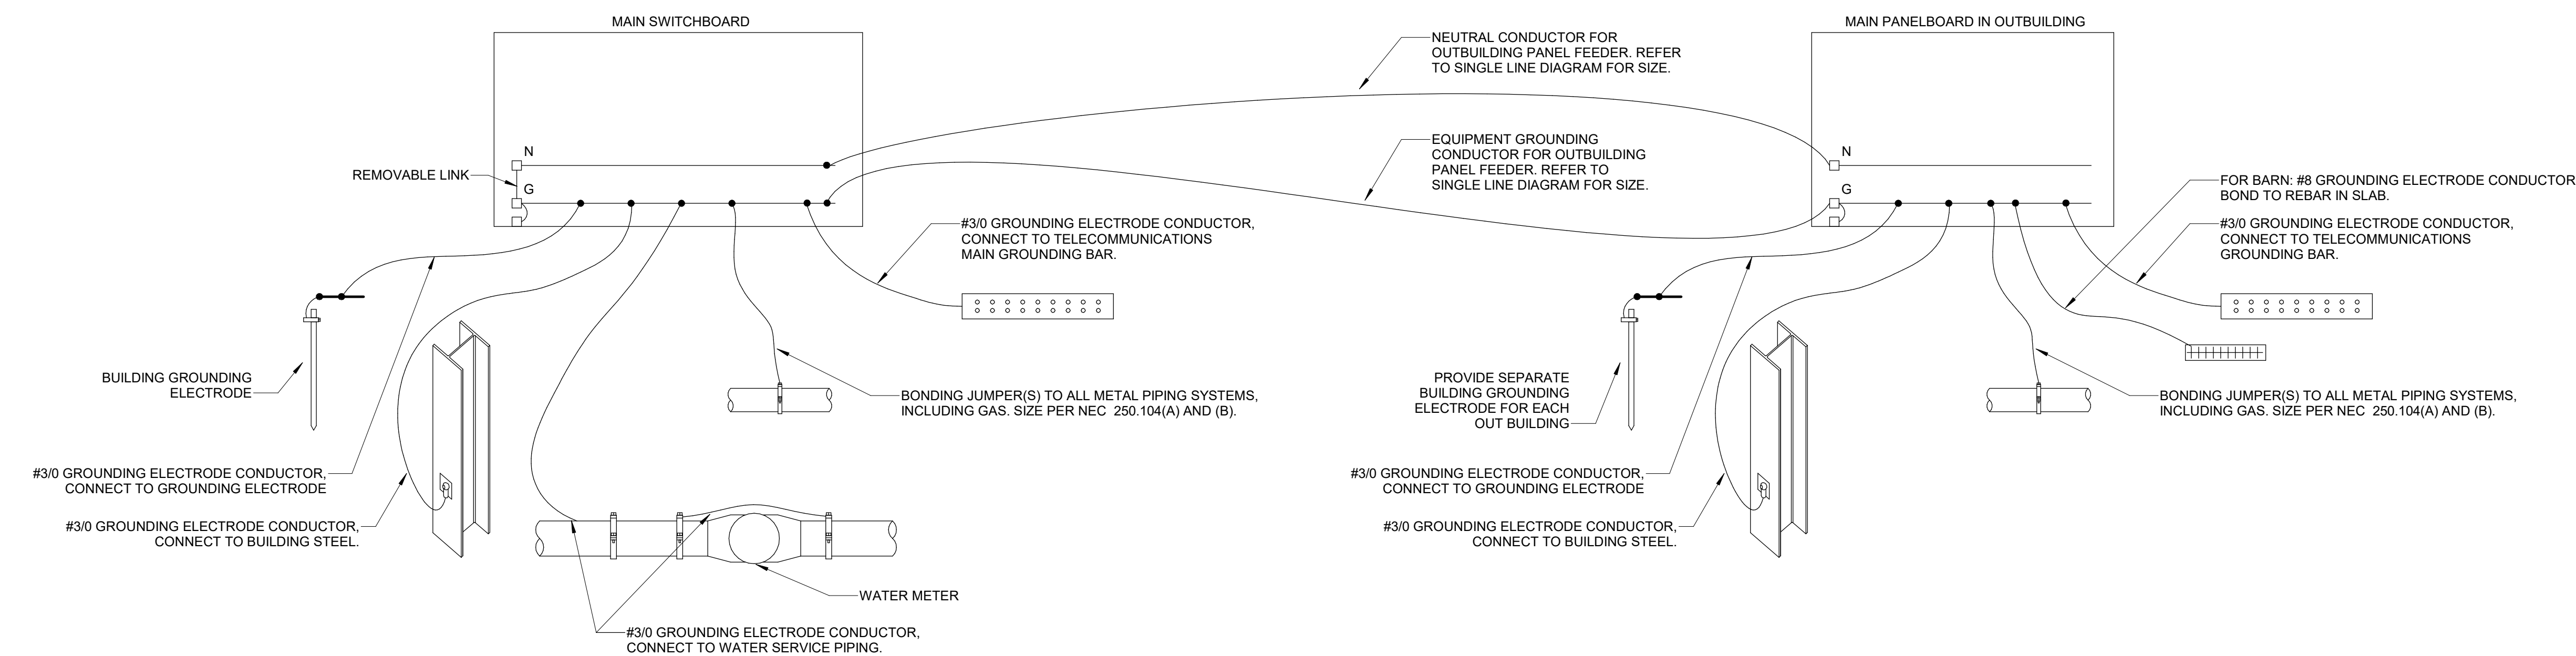 MAIN SWITCHBOARD
N
REMOVABLE LINK
G
NEUTRAL CONDUCTOR FOR
OUTBUILDING PANEL FEEDER. REFER
TO SINGLE LINE DIAGRAM FOR SIZE.
EQUIPMENT GROUNDING
CONDUCTOR FOR OUTBUILDING
PANEL FEEDER. REFER TO
SINGLE LINE DIAGRAM FOR SIZE.
#3/0 GROUNDING ELECTRODE CONDUCTOR,
CONNECT TO TELECOMMUNICATIONS
MAIN GROUNDING BAR.
BUILDING GROUNDING
ELECTRODE
BONDING JUMPER(S) TO ALL METAL PIPING SYSTEMS,
INCLUDING GAS. SIZE PER NEC 250.104(A) AND (B).
#3/0 GROUNDING ELECTRODE CONDUCTOR,
CONNECT TO GROUNDING ELECTRODE
#3/0 GROUNDING ELECTRODE CONDUCTOR,
CONNECT TO BUILDING STEEL.
WATER METER
#3/0 GROUNDING ELECTRODE CONDUCTOR,
CONNECT TO WATER SERVICE PIPING.
MAIN PANELBOARD IN OUTBUILDING
N
G
FOR BARN: #8 GROUNDING ELECTRODE CONDUCTOR
BOND TO REBAR IN SLAB.
#3/0 GROUNDING ELECTRODE CONDUCTOR,
CONNECT TO TELECOMMUNICATIONS
GROUNDING BAR.
PROVIDE SEPARATE
BUILDING GROUNDING
ELECTRODE FOR EACH
OUT BUILDING
BONDING JUMPER(S) TO ALL METAL PIPING SYSTEMS,
INCLUDING GAS. SIZE PER NEC 250.104(A) AND (B).
#3/0 GROUNDING ELECTRODE CONDUCTOR,
CONNECT TO GROUNDING ELECTRODE
#3/0 GROUNDING ELECTRODE CONDUCTOR,
CONNECT TO BUILDING STEEL.